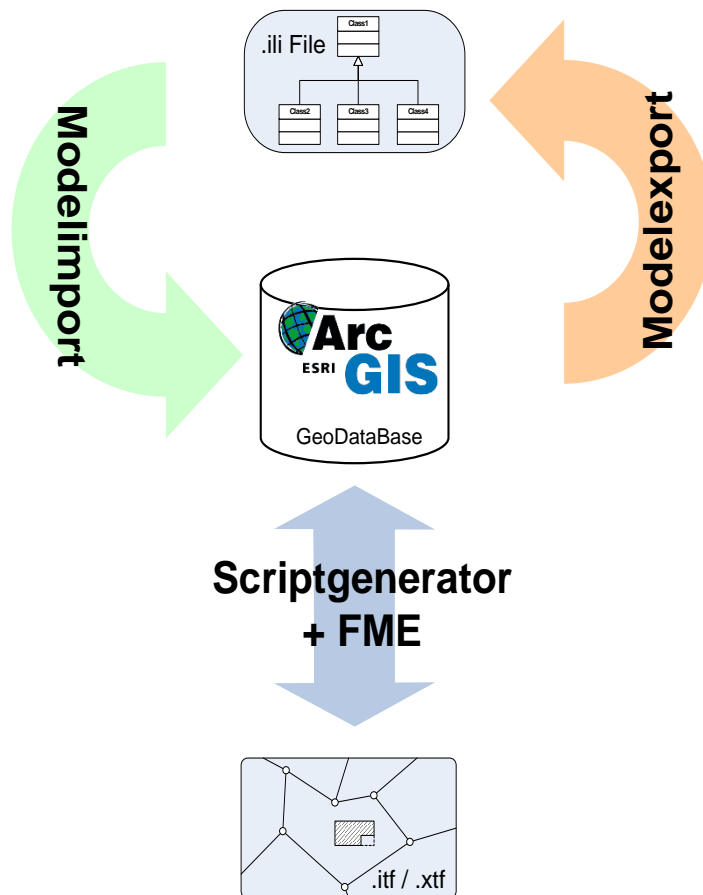 Class1
.ili File
Class2
Class3
Class4
Modelimport
Modelexport
Arc
ESRI
GIS
GeoDataBase
Scriptgenerator
+ FME
.itf / .xtf